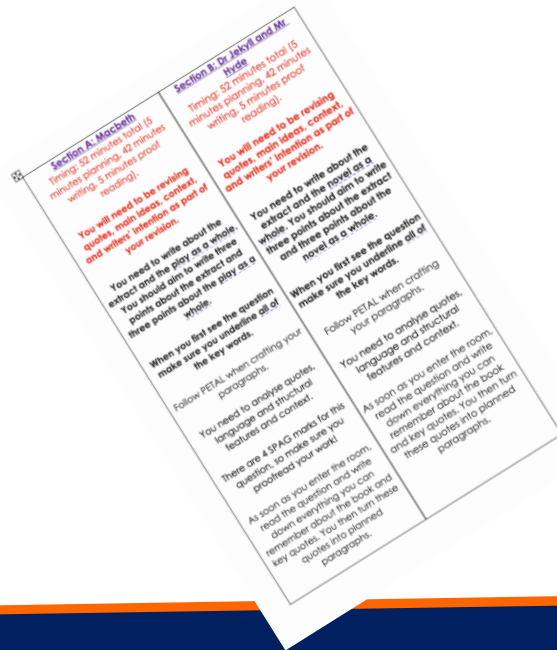 Section A: Macbeth
Timing: 52 minutes total (5
minutes planning, 42 minutes
writing, 5 minutes proof
reading).
You will need to be revising
quotes, main ideas, context,
and writers' intention as part of
your revision.
You need to write about the
extract and the play as a whole.
You should aim to write three
points about the extract and
three points about the play as a
whole.
When you first see the question
make sure you underline all of
the key words.
Follow PETAL when crafting your
paragraphs.
You need to analyse quotes,
language and structural
features and context.
There are 4 SPAG marks for this
question, so make sure you
proofread your work!
As soon as you enter the room,
read the question and write
down everything you can
remember about the book and
key quotes. You then turn these
quotes into planned
paragraphs.
Section B: Dr Jekyll and Mr
Hyde
Timing: 52 minutes total (5
minutes planning, 42 minutes
writing, 5 minutes proof
reading).
You will need to be revising
quotes, main ideas, context,
and writers' intention as part of
your revision.
You need to write about the
extract and the novel as a
whole. You should aim to write
three points about the extract
and three points about the
novel as a whole.
When you first see the question
make sure you underline all of
the key words.
Follow PETAL when crafting
your paragraphs.
You need to analyse quotes,
language and structural
features and context.
As soon as you enter the room,
read the question and write
down everything you can
remember about the book
and key quotes. You then turn
these quotes into planned
paragraphs.